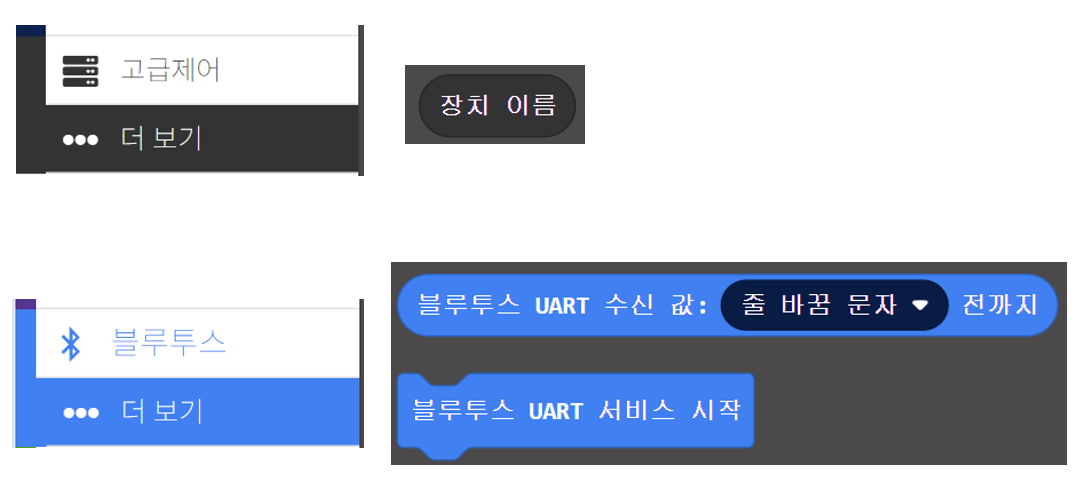 고급제어
더 보기
장치 이름
블루투스
더 보기
블루투스 UART 수신 값: 줄 바꿈 문자 전까지
블루투스 UART 서비스 시작